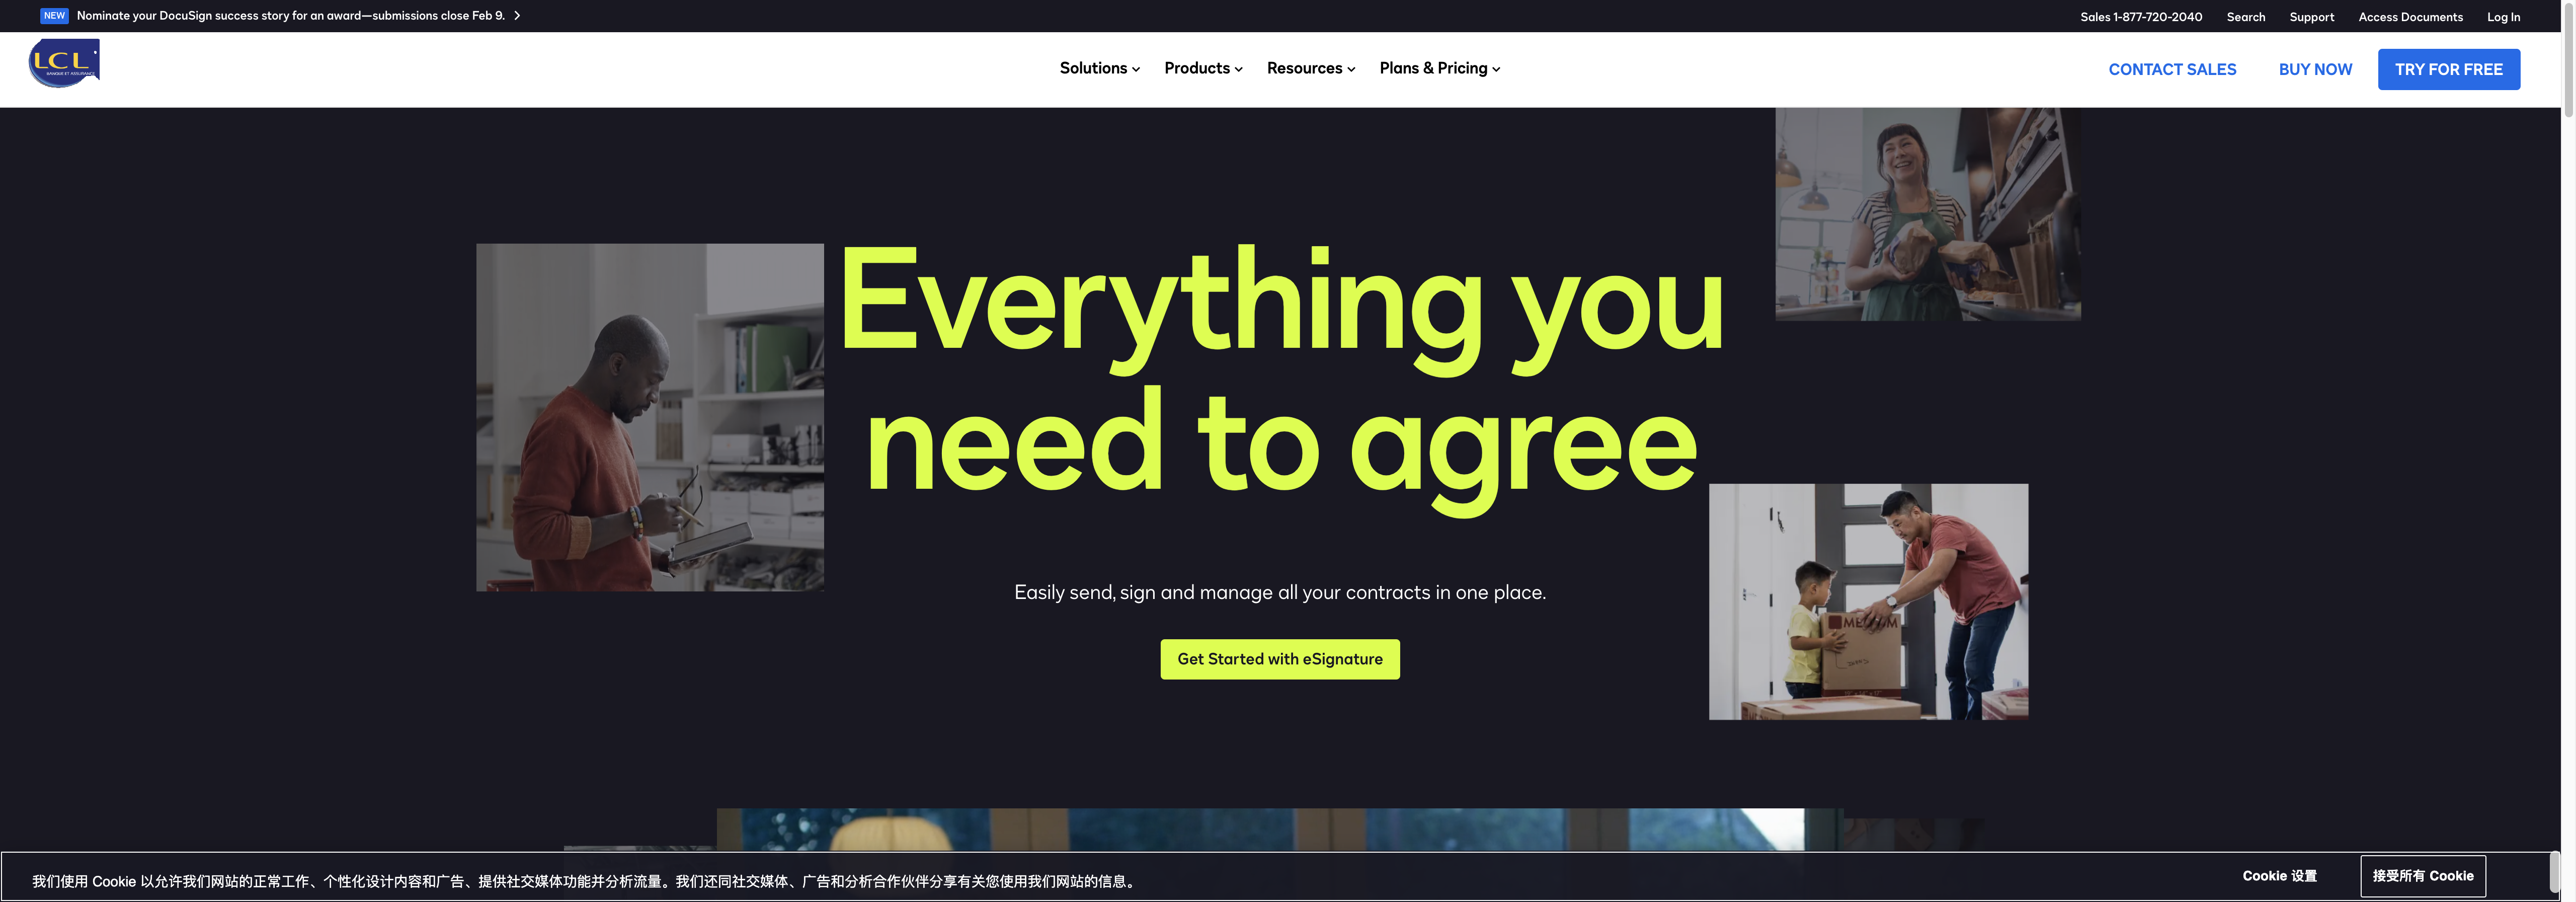 NEW Nominate your DocuSign success story for an award—submissions close Feb 9.
Sales 1-877-720-2040 Search Support Access Documents Log In
LCL
BANQUE ET ASSURANCE
Solutions Products Resources Plans & Pricing
CONTACT SALES BUY NOW TRY FOR FREE
Everything you
need to agree
Easily send, sign and manage all your contracts in one place.
MEDIUM
Get Started with eSignature
我们使用 Cookie 以允许我们网站的正常工作、个性化设计内容和广告、提供社交媒体功能并分析流量。我们还同社交媒体、广告和分析合作伙伴分享有关您使用我们网站的信息。
Cookie 设置
接受所有 Cookie